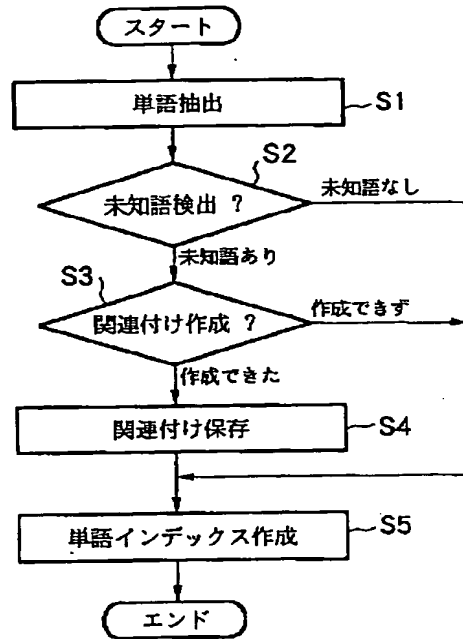 スタート
単語抽出
S1
S2
未知語検出 ?
未知語なし
未知語あり
S3
関連付け作成 ?
作成できず
作成できた
関連付け保存
S4
単語インデックス作成
S5
エンド